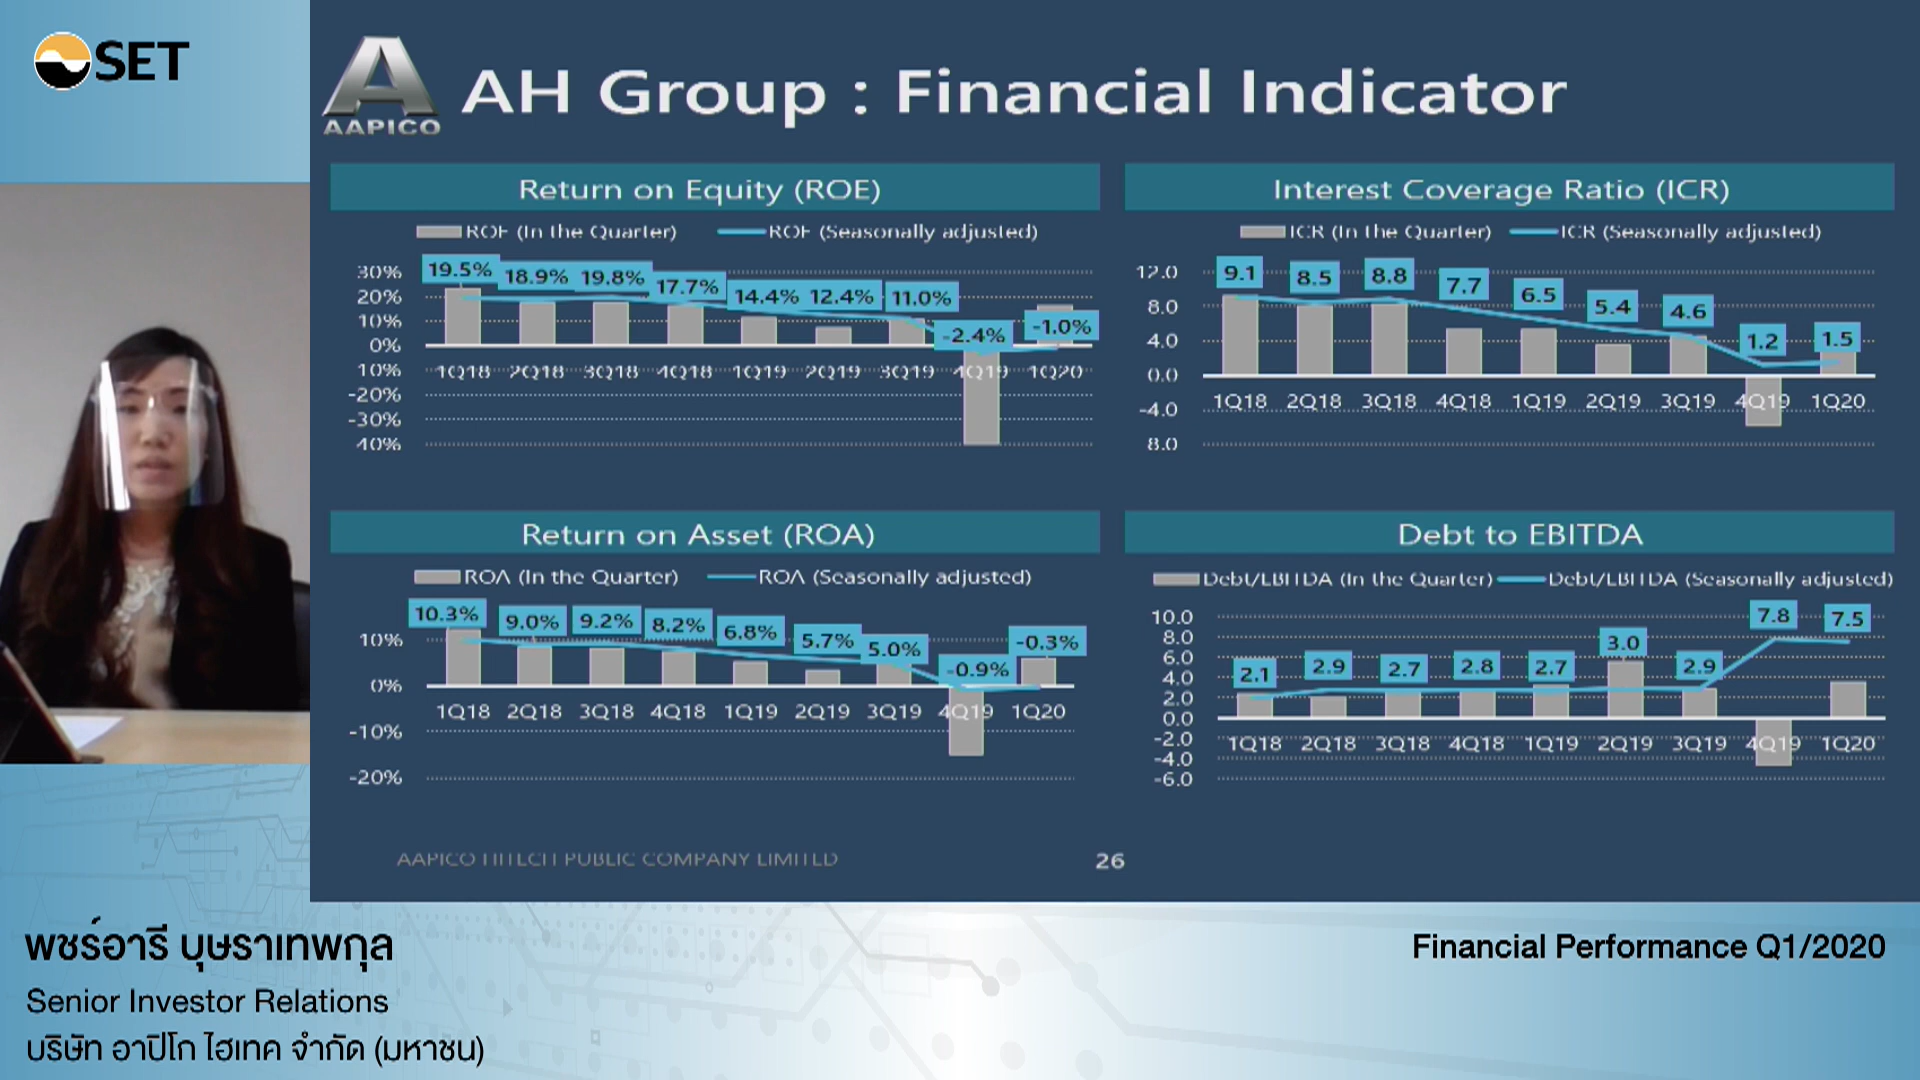 SET
AAPICO
AH Group : Financial Indicator
Return on Equity (ROE)
ROE (In the Quarter) ROE (Seasonally adjusted)
30%
20%
10%
0%
10%
-20%
-30%
40%
19.5% 18.9% 19.8% 17.7% 14.4% 12.4% 11.0% -2.4% -1.0%
1Q18 2Q18 3Q18 4Q18 1Q19 2Q19 3Q19 4Q19 1Q20
Interest Coverage Ratio (ICR)
ICR (In the Quarter) ICR (Seasonally adjusted)
12.0
8.0
4.0
0.0
-4.0
8.0
9.1 8.5 8.8 7.7 6.5 5.4 4.6 1.2 1.5
1Q18 2Q18 3Q18 4Q18 1Q19 2Q19 3Q19 4Q19 1Q20
Return on Asset (ROA)
ROA (In the Quarter) ROA (Seasonally adjusted)
10%
0%
-10%
-20%
10.3% 9.0% 9.2% 8.2% 6.8% 5.7% 5.0% -0.9% -0.3%
1Q18 2Q18 3Q18 4Q18 1Q19 2Q19 3Q19 4Q19 1Q20
Debt to EBITDA
Debt/EBITDA (In the Quarter) Debt/EBITDA (Seasonally adjusted)
10.0
8.0
6.0
4.0
2.0
0.0
-2.0
-4.0
-6.0
2.1 2.9 2.7 2.8 2.7 3.0 2.9 7.8 7.5
1Q18 2Q18 3Q18 4Q18 1Q19 2Q19 3Q19 4Q19 1Q20
AAPICO HITECH PUBLIC COMPANY LIMITED
26
พชร์อารี บุษราเทพกุล
Senior Investor Relations
บริษัท อาปิโก ไฮเทค จำกัด (มหาชน)
Financial Performance Q1/2020